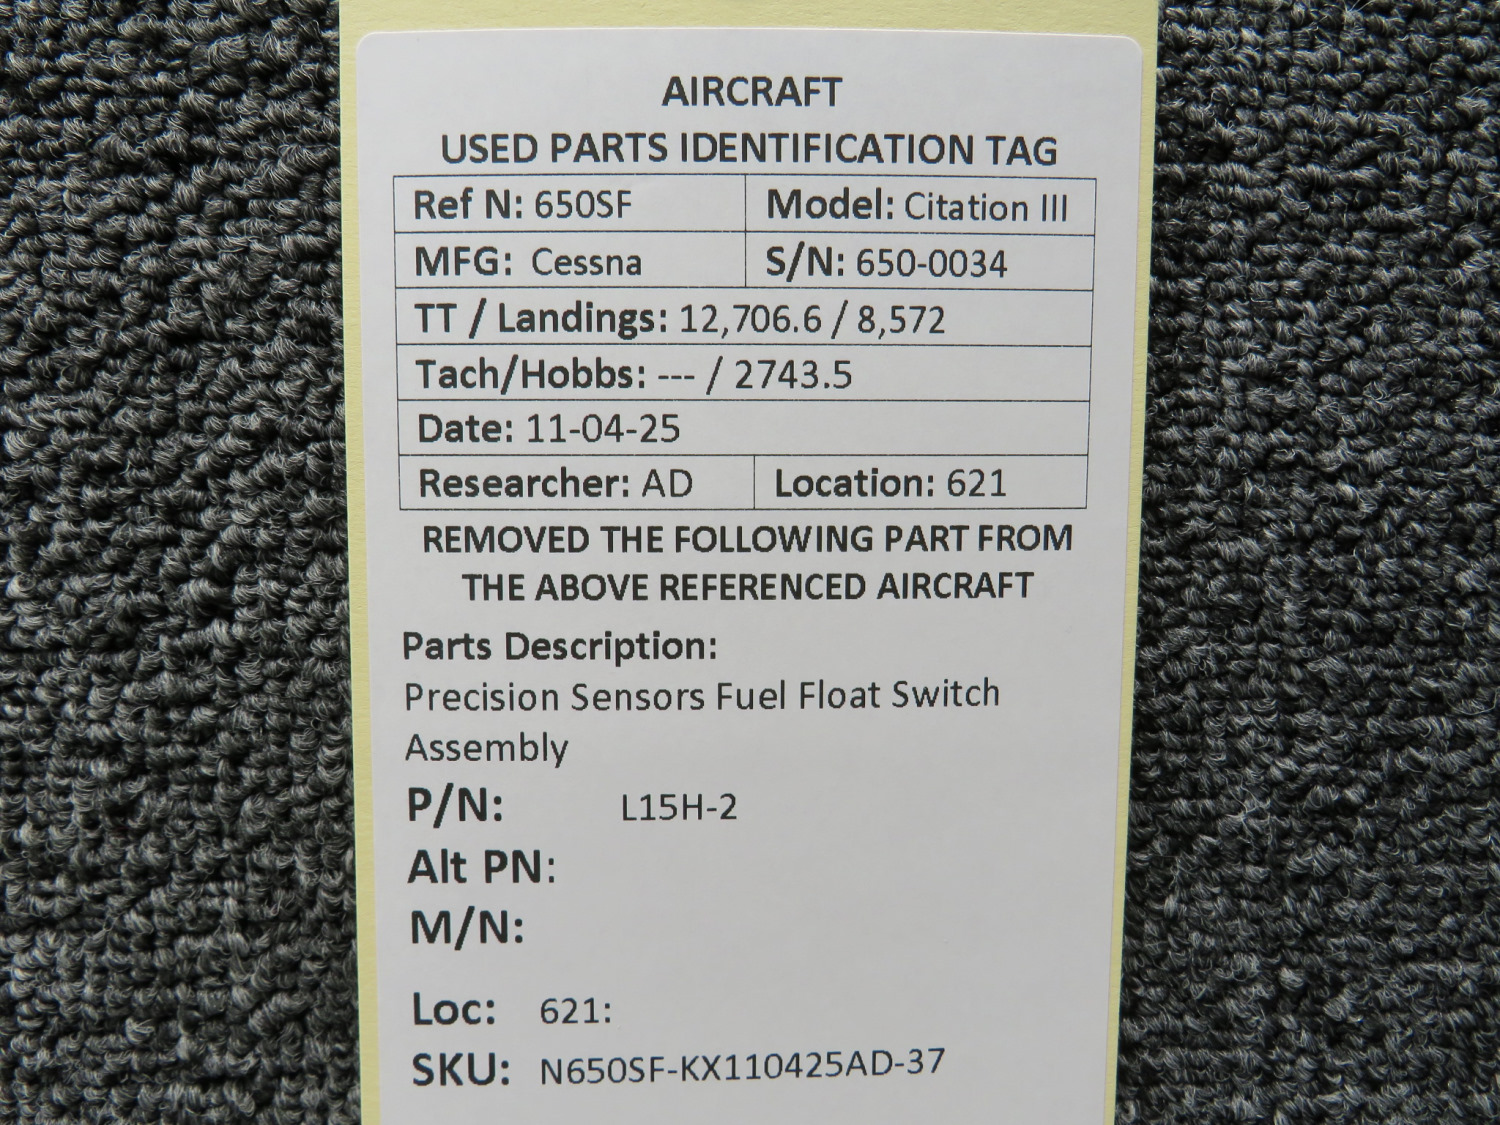 AIRCRAFT
USED PARTS IDENTIFICATION TAG
Ref N: 650SF Model: Citation III
MFG: Cessna S/N: 650-0034
TT / Landings: 12,706.6 / 8,572
Tach/Hobbs: --- / 2743.5
Date: 11-04-25
Researcher: AD Location: 621
REMOVED THE FOLLOWING PART FROM
THE ABOVE REFERENCED AIRCRAFT
Parts Description:
Precision Sensors Fuel Float Switch
Assembly
P/N: L15H-2
Alt PN:
M/N:
Loc: 621:
SKU: N650SF-KX110425AD-37